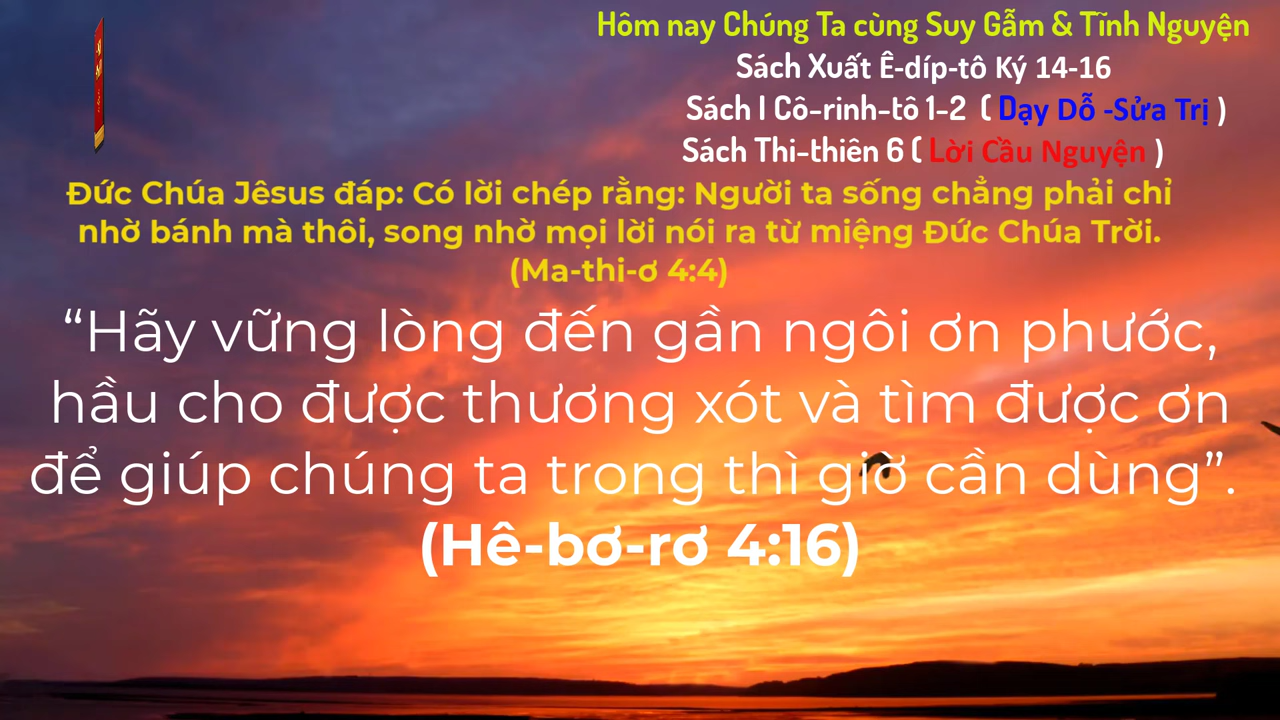 Hôm nay Chúng Ta cùng Suy Gẫm & Tĩnh Nguyện
Sách Xuất Ê-díp-tô Ký 14-16
Sách I Cô-rinh-tô 1-2 ( Dạy Dỗ -Sửa Trị )
Sách Thi-thiên 6 ( Lời Cầu Nguyện )
Đức Chúa Jêsus đáp: Có lời chép rằng: Người ta sống chẳng phải chỉ
nhờ bánh mà thôi, song nhờ mọi lời nói ra từ miệng Đức Chúa Trời.
(Ma-thi-ơ 4:4)
“Hãy vững lòng đến gần ngôi ơn phước,
hầu cho được thương xót và tìm được ơn
để giúp chúng ta trong thì giờ cần dùng”.
(Hê-bơ-rơ 4:16)